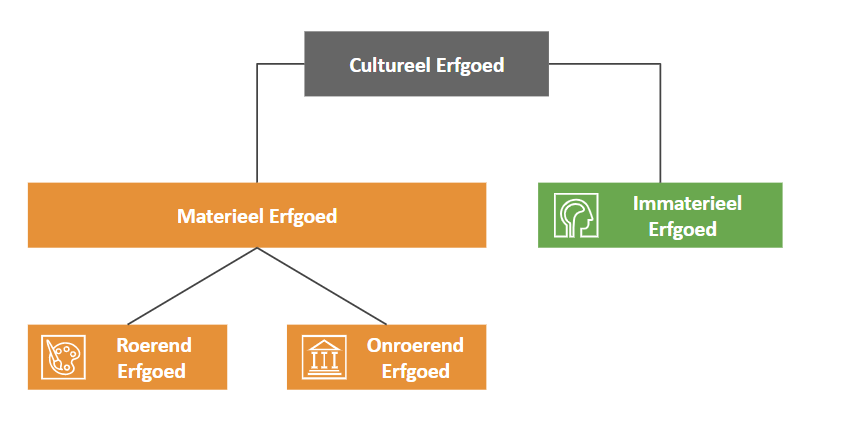 Cultureel Erfgoed
Materieel Erfgoed
Immaterieel
Erfgoed
Roerend
Erfgoed
Onroerend
Erfgoed